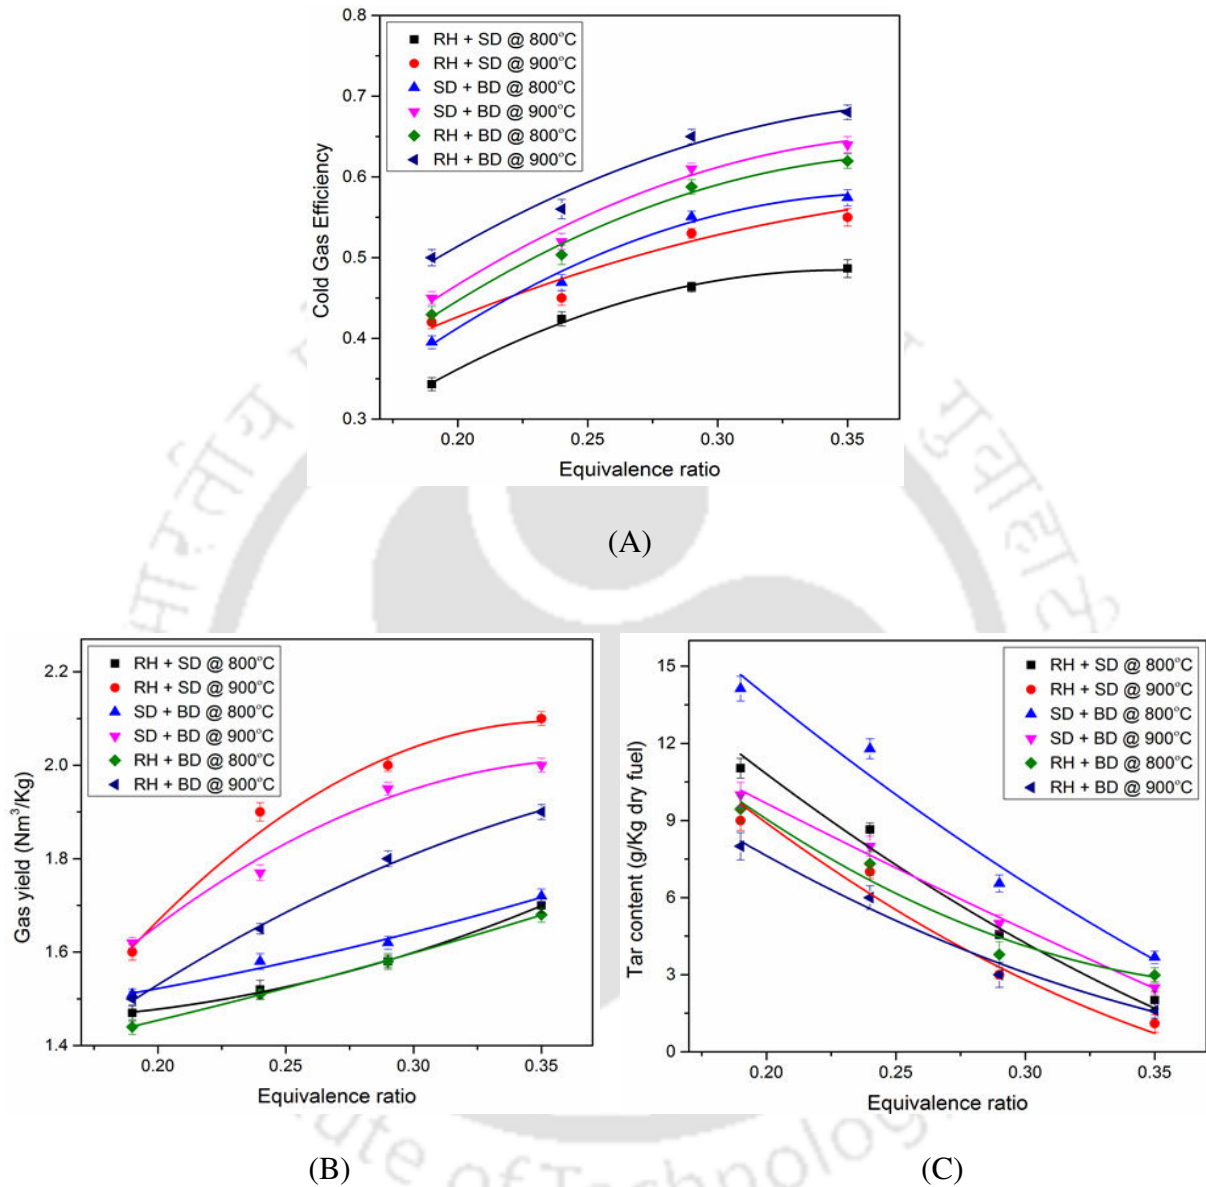 0.8
0.7
0.6
0.5
0.4
0.3
Cold Gas Efficiency
RH + SD @ 800°C
RH + SD @ 900°C
SD + BD @ 800°C
SD + BD @ 900°C
RH + BD @ 800°C
RH + BD @ 900°C
0.20 0.25 0.30 0.35
Equivalence ratio
(A)
2.2
2.0
1.8
1.6
1.4
Gas yield (Nm³/Kg)
RH + SD @ 800°C
RH + SD @ 900°C
SD + BD @ 800°C
SD + BD @ 900°C
RH + BD @ 800°C
RH + BD @ 900°C
0.20 0.25 0.30 0.35
Equivalence ratio
(B)
15
12
9
6
3
0
Tar content (g/Kg dry fuel)
RH + SD @ 800°C
RH + SD @ 900°C
SD + BD @ 800°C
SD + BD @ 900°C
RH + BD @ 800°C
RH + BD @ 900°C
0.20 0.25 0.30 0.35
Equivalence ratio
(C)
of Technology